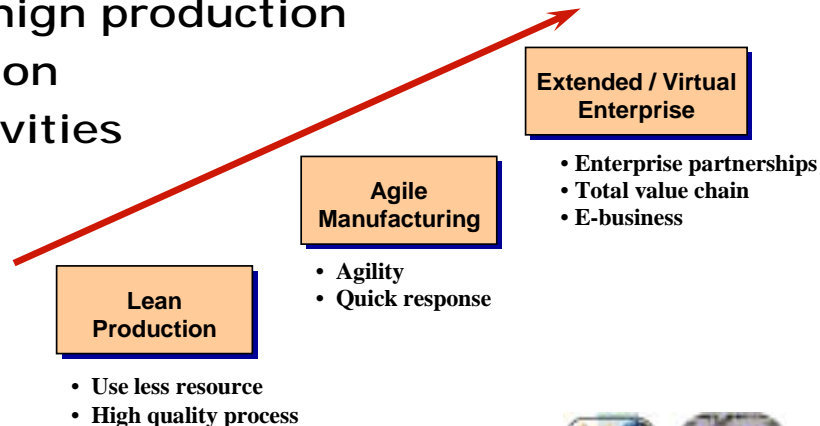 nign production
on
vities
Extended / Virtual
Enterprise
• Enterprise partnerships
• Total value chain
• E-business
Agile
Manufacturing
• Agility
• Quick response
Lean
Production
• Use less resource
• High quality process